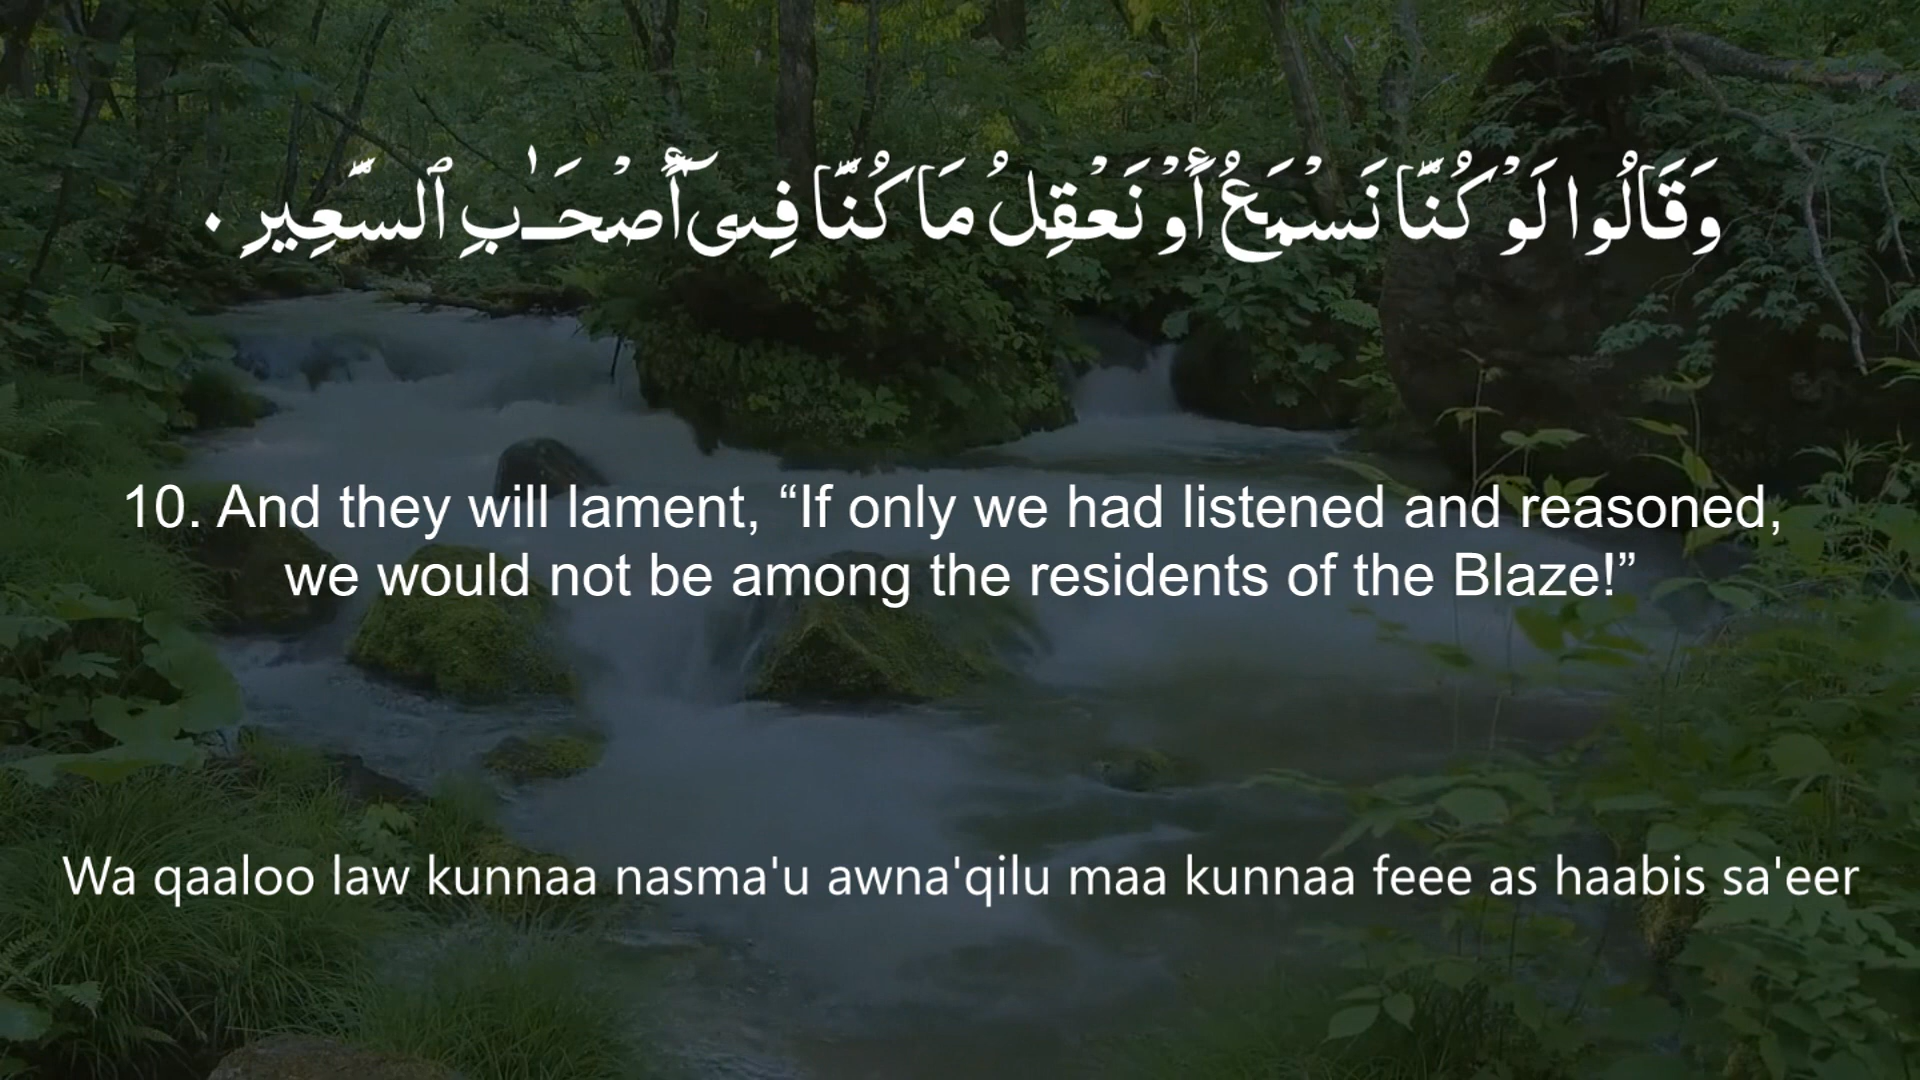 وَقَالُوا لَوْ كُنَّا نَسْمَعُ أَوْ نَعْقِلُ مَا كُنَّا فِىٓ أَصْحَـٰبِ ٱلسَّعِيرِ ٠
10. And they will lament, “If only we had listened and reasoned,
we would not be among the residents of the Blaze!”
Wa qaaloo law kunnaa nasma'u awna'qilu maa kunnaa feee as haabis sa'eer